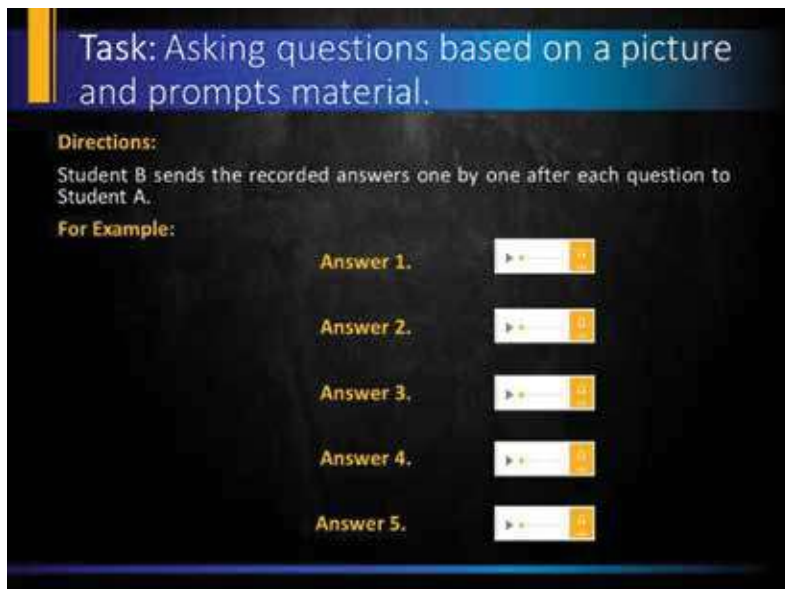 Task: Asking questions based on a picture
and prompts material.
Directions:
Student B sends the recorded answers one by one after each question to
Student A.
For Example:
Answer 1.
Answer 2.
Answer 3.
Answer 4.
Answer 5.